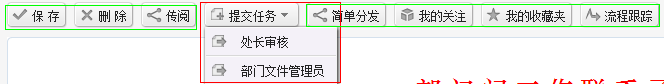 保 存 删 除 传阅 提交任务 简单分发 我的关注 我的收藏夹 流程跟踪
处长审核
部门文件管理员